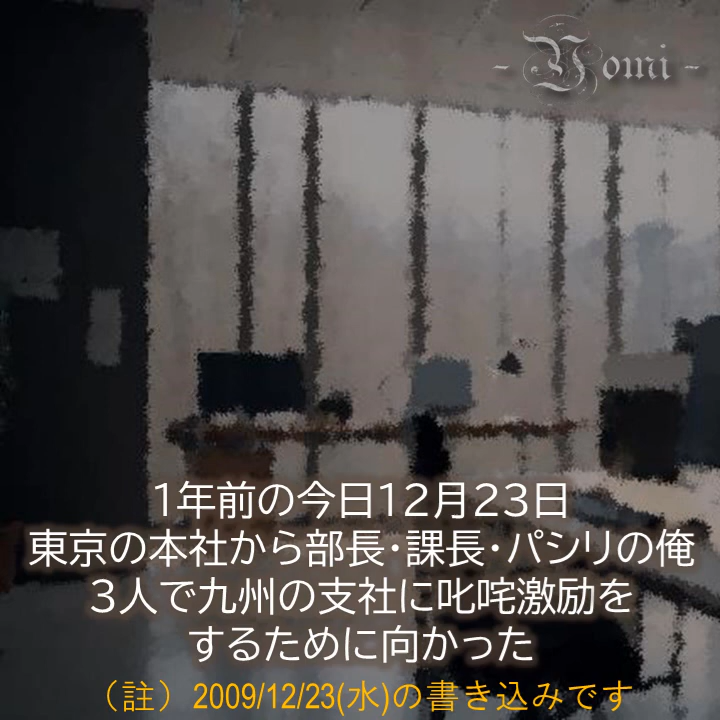 - Yomi -
1年前の今日12月23日
東京の本社から部長・課長・パシリの俺
3人で九州の支社に叱咤激励を
するために向かった
（註）2009/12/23(水)の書き込みです